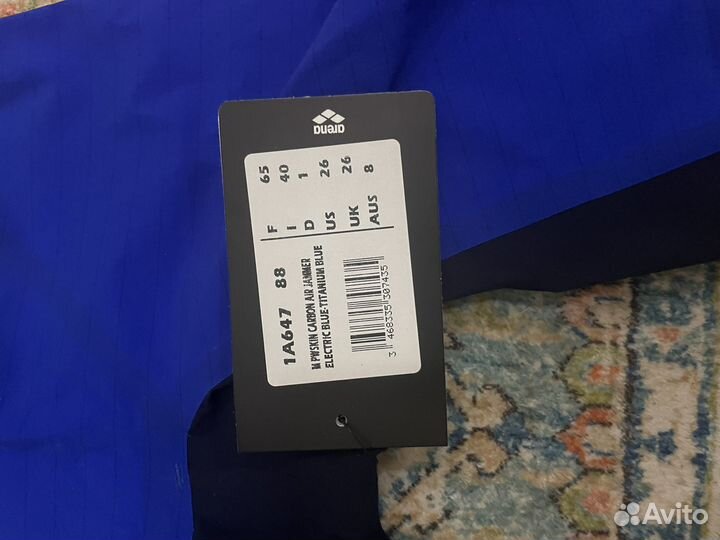 arena
1A647 88
M PWSKIN CARBON AIR JAMMER
ELECTRIC BLUE-TITANIUM BLUE
F 65
I 40
D 1
US 26
UK 26
AUS 8
3 468335 307435
Avito